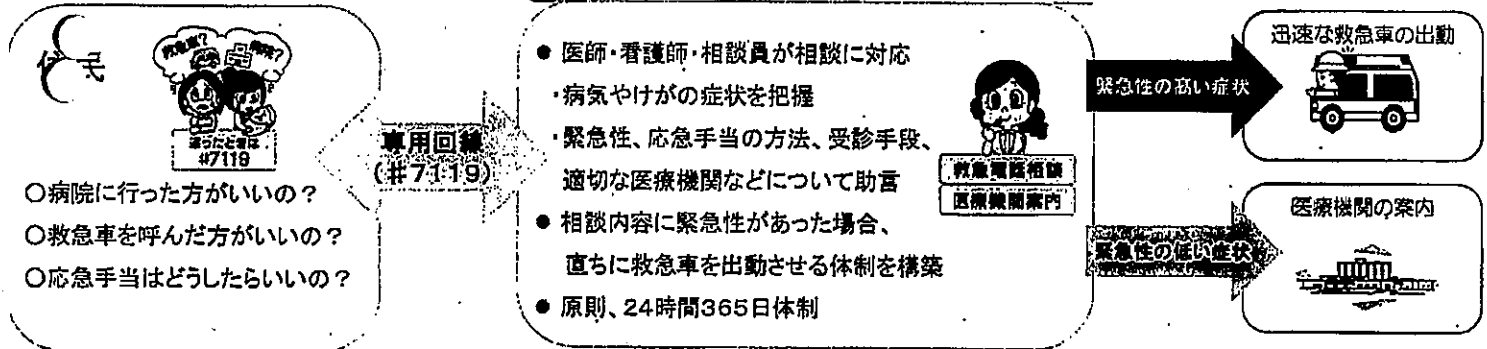 住民
救急車?
病院?
迷ったときは
#7119
○病院に行った方がいいの?
○救急車を呼んだ方がいいの?
○応急手当はどうしたらいいの?
専用回線
(#7119)
● 医師・看護師・相談員が相談に対応
・病気やけがの症状を把握
・緊急性、応急手当の方法、受診手段、
適切な医療機関などについて助言
● 相談内容に緊急性があった場合、
直ちに救急車を出動させる体制を構築
● 原則、24時間365日体制
救急電話相談
医療機関案内
緊急性の高い症状
迅速な救急車の出動
緊急性の低い症状
医療機関の案内